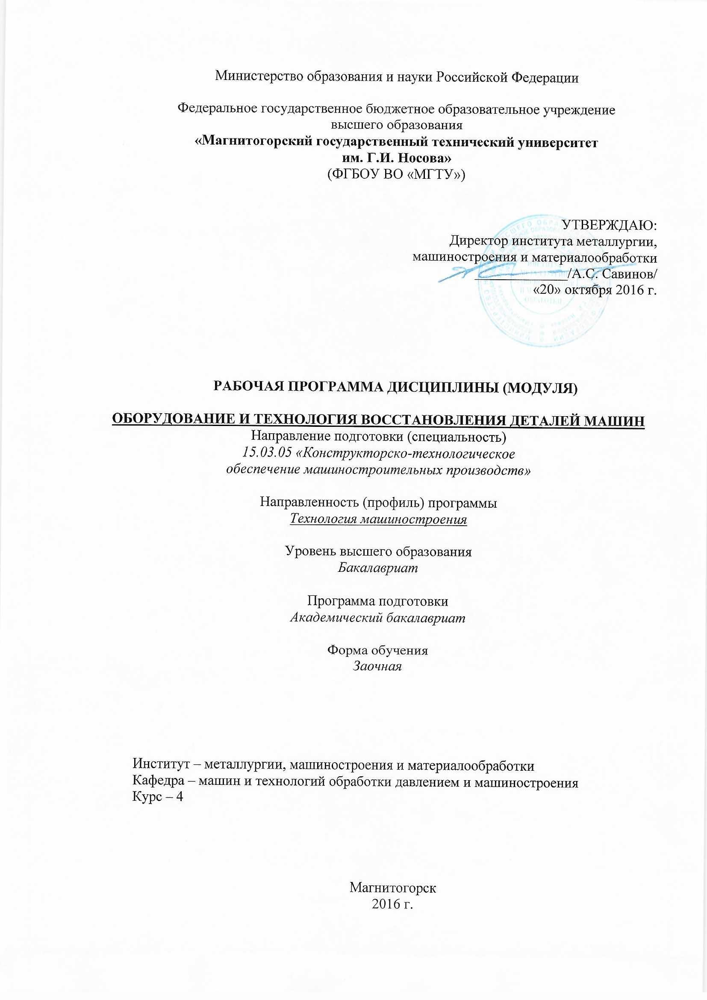 Министерство образования и науки Российской Федерации
Федеральное государственное бюджетное образовательное учреждение
высшего образования
«Магнитогорский государственный технический университет
им. Г.И. Носова»
(ФГБОУ ВО «МГТУ»)
УТВЕРЖДАЮ:
Директор института металлургии,
машиностроения и материалообработки
/А.С. Савинов/
«20» октября 2016 г.
РАБОЧАЯ ПРОГРАММА ДИСЦИПЛИНЫ (МОДУЛЯ)
ОБОРУДОВАНИЕ И ТЕХНОЛОГИЯ ВОССТАНОВЛЕНИЯ ДЕТАЛЕЙ МАШИН
Направление подготовки (специальность)
15.03.05 «Конструкторско-технологическое
обеспечение машиностроительных производств»
Направленность (профиль) программы
Технология машиностроения
Уровень высшего образования
Бакалавриат
Программа подготовки
Академический бакалавриат
Форма обучения
Заочная
Институт – металлургии, машиностроения и материалообработки
Кафедра – машин и технологий обработки давлением и машиностроения
Курс – 4
Магнитогорск
2016 г.